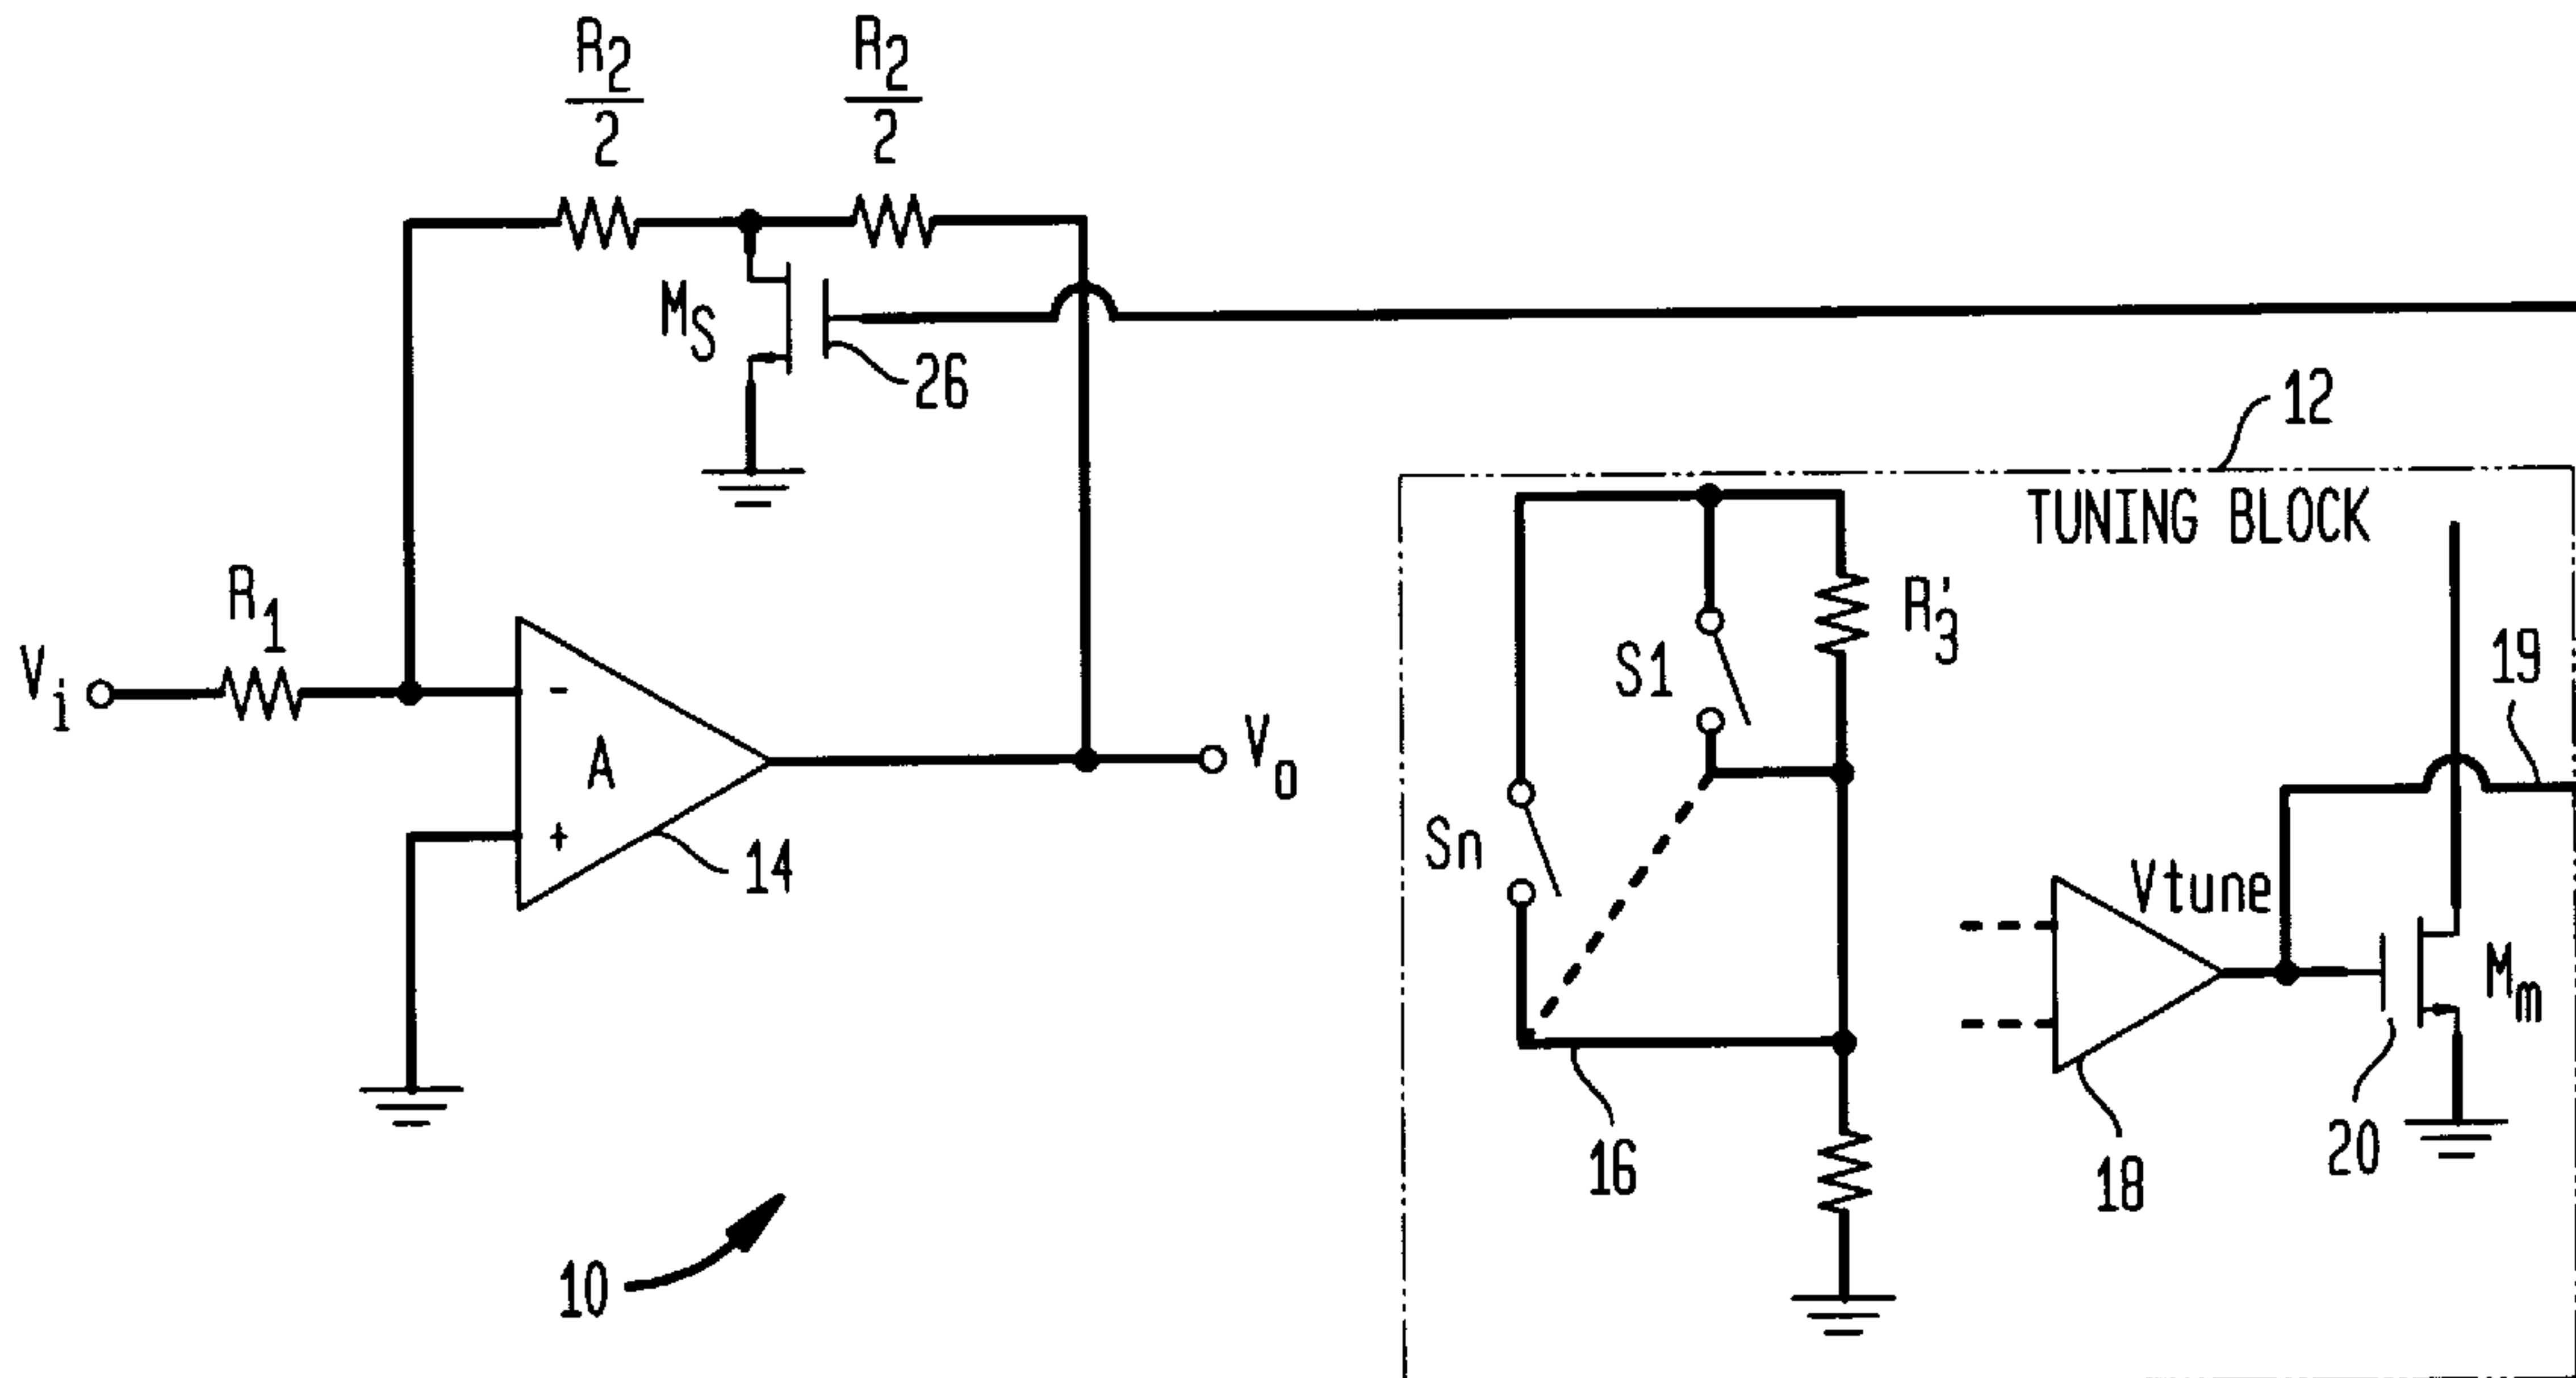 R2/2
R2/2
MS
26
12
TUNING BLOCK
R1
Vi
-
A
+
14
Vo
S1
R'3
19
Sn
Vtune
Mm
16
18
20
10